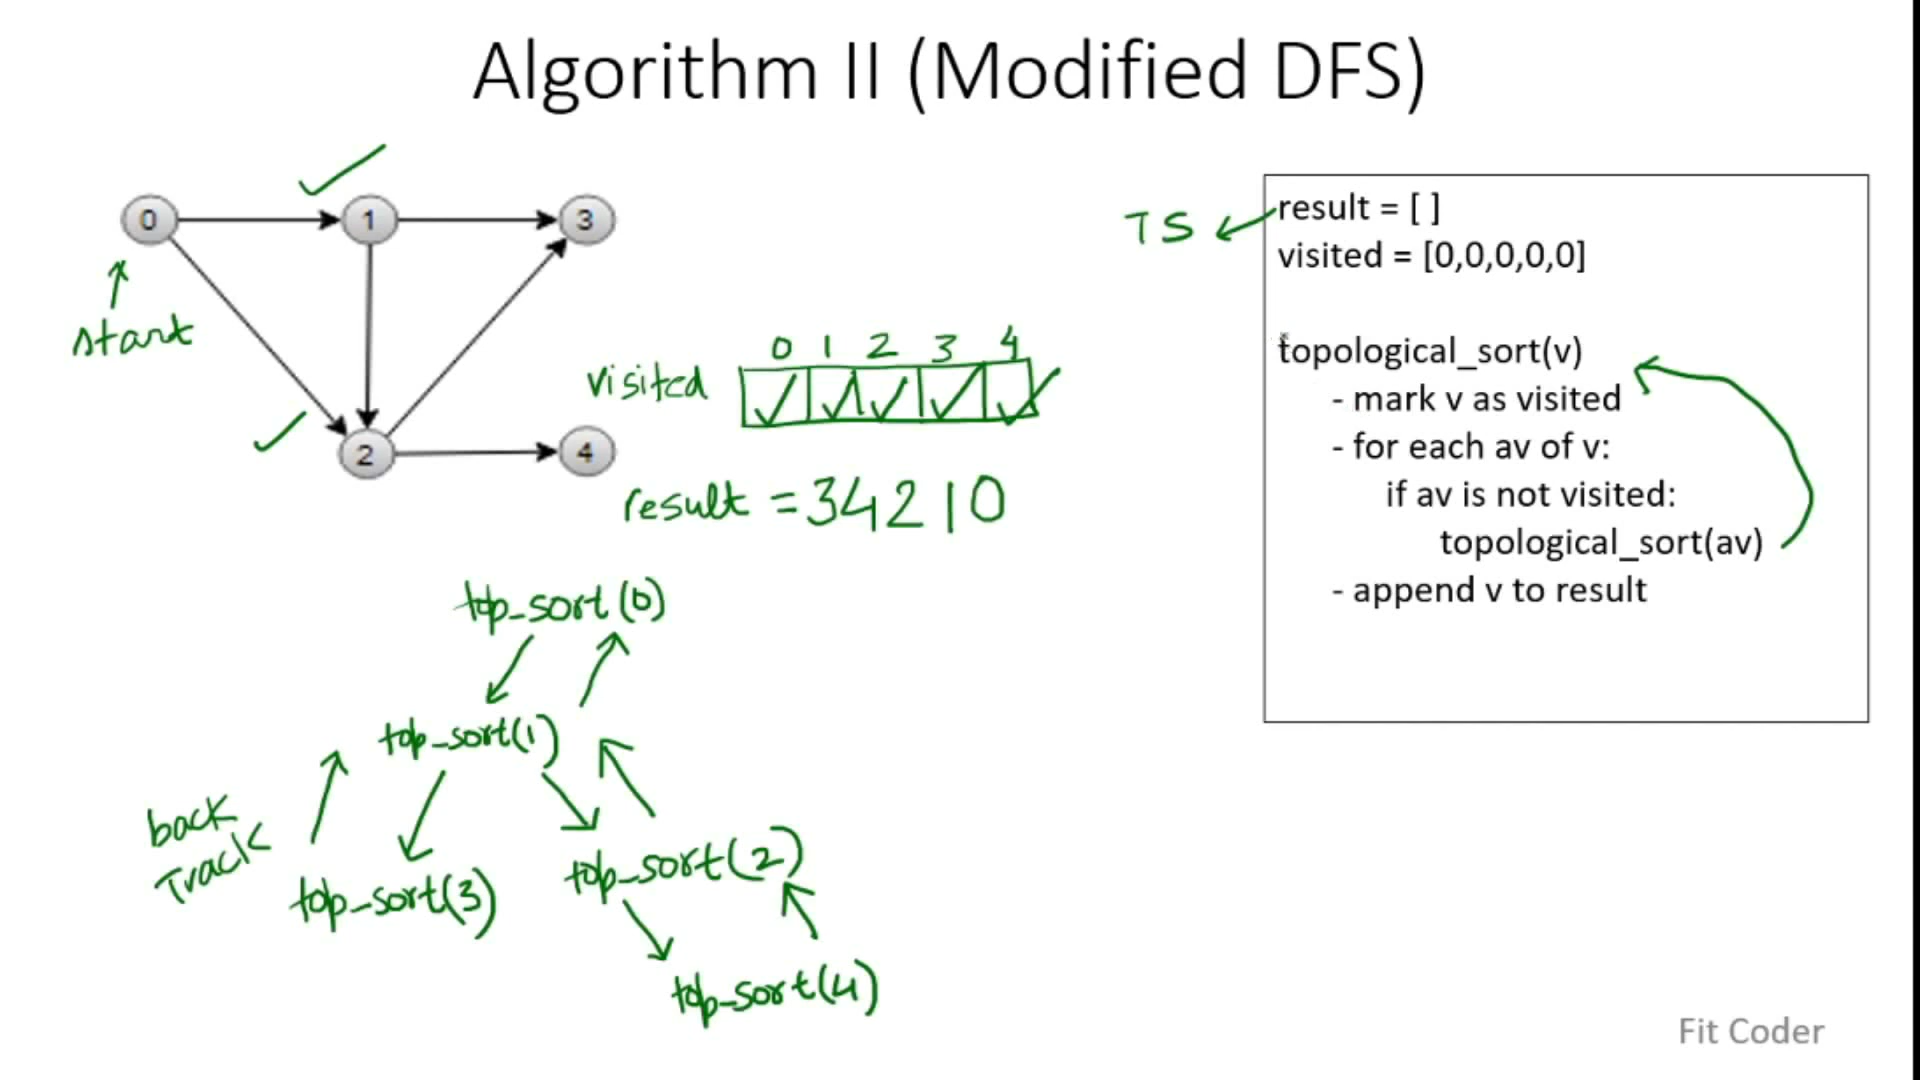 Algorithm II (Modified DFS)
0
1
3
start
2
4
visited
0 1 2 3 4
result = 3 4 2 1 0
TS
result = [ ]
visited = [0,0,0,0,0]
topological_sort(v)
- mark v as visited
- for each av of v:
if av is not visited:
topological_sort(av)
- append v to result
top_sort(0)
top_sort(1)
back
Track
top_sort(3)
top_sort(2)
top_sort(4)
Fit Coder